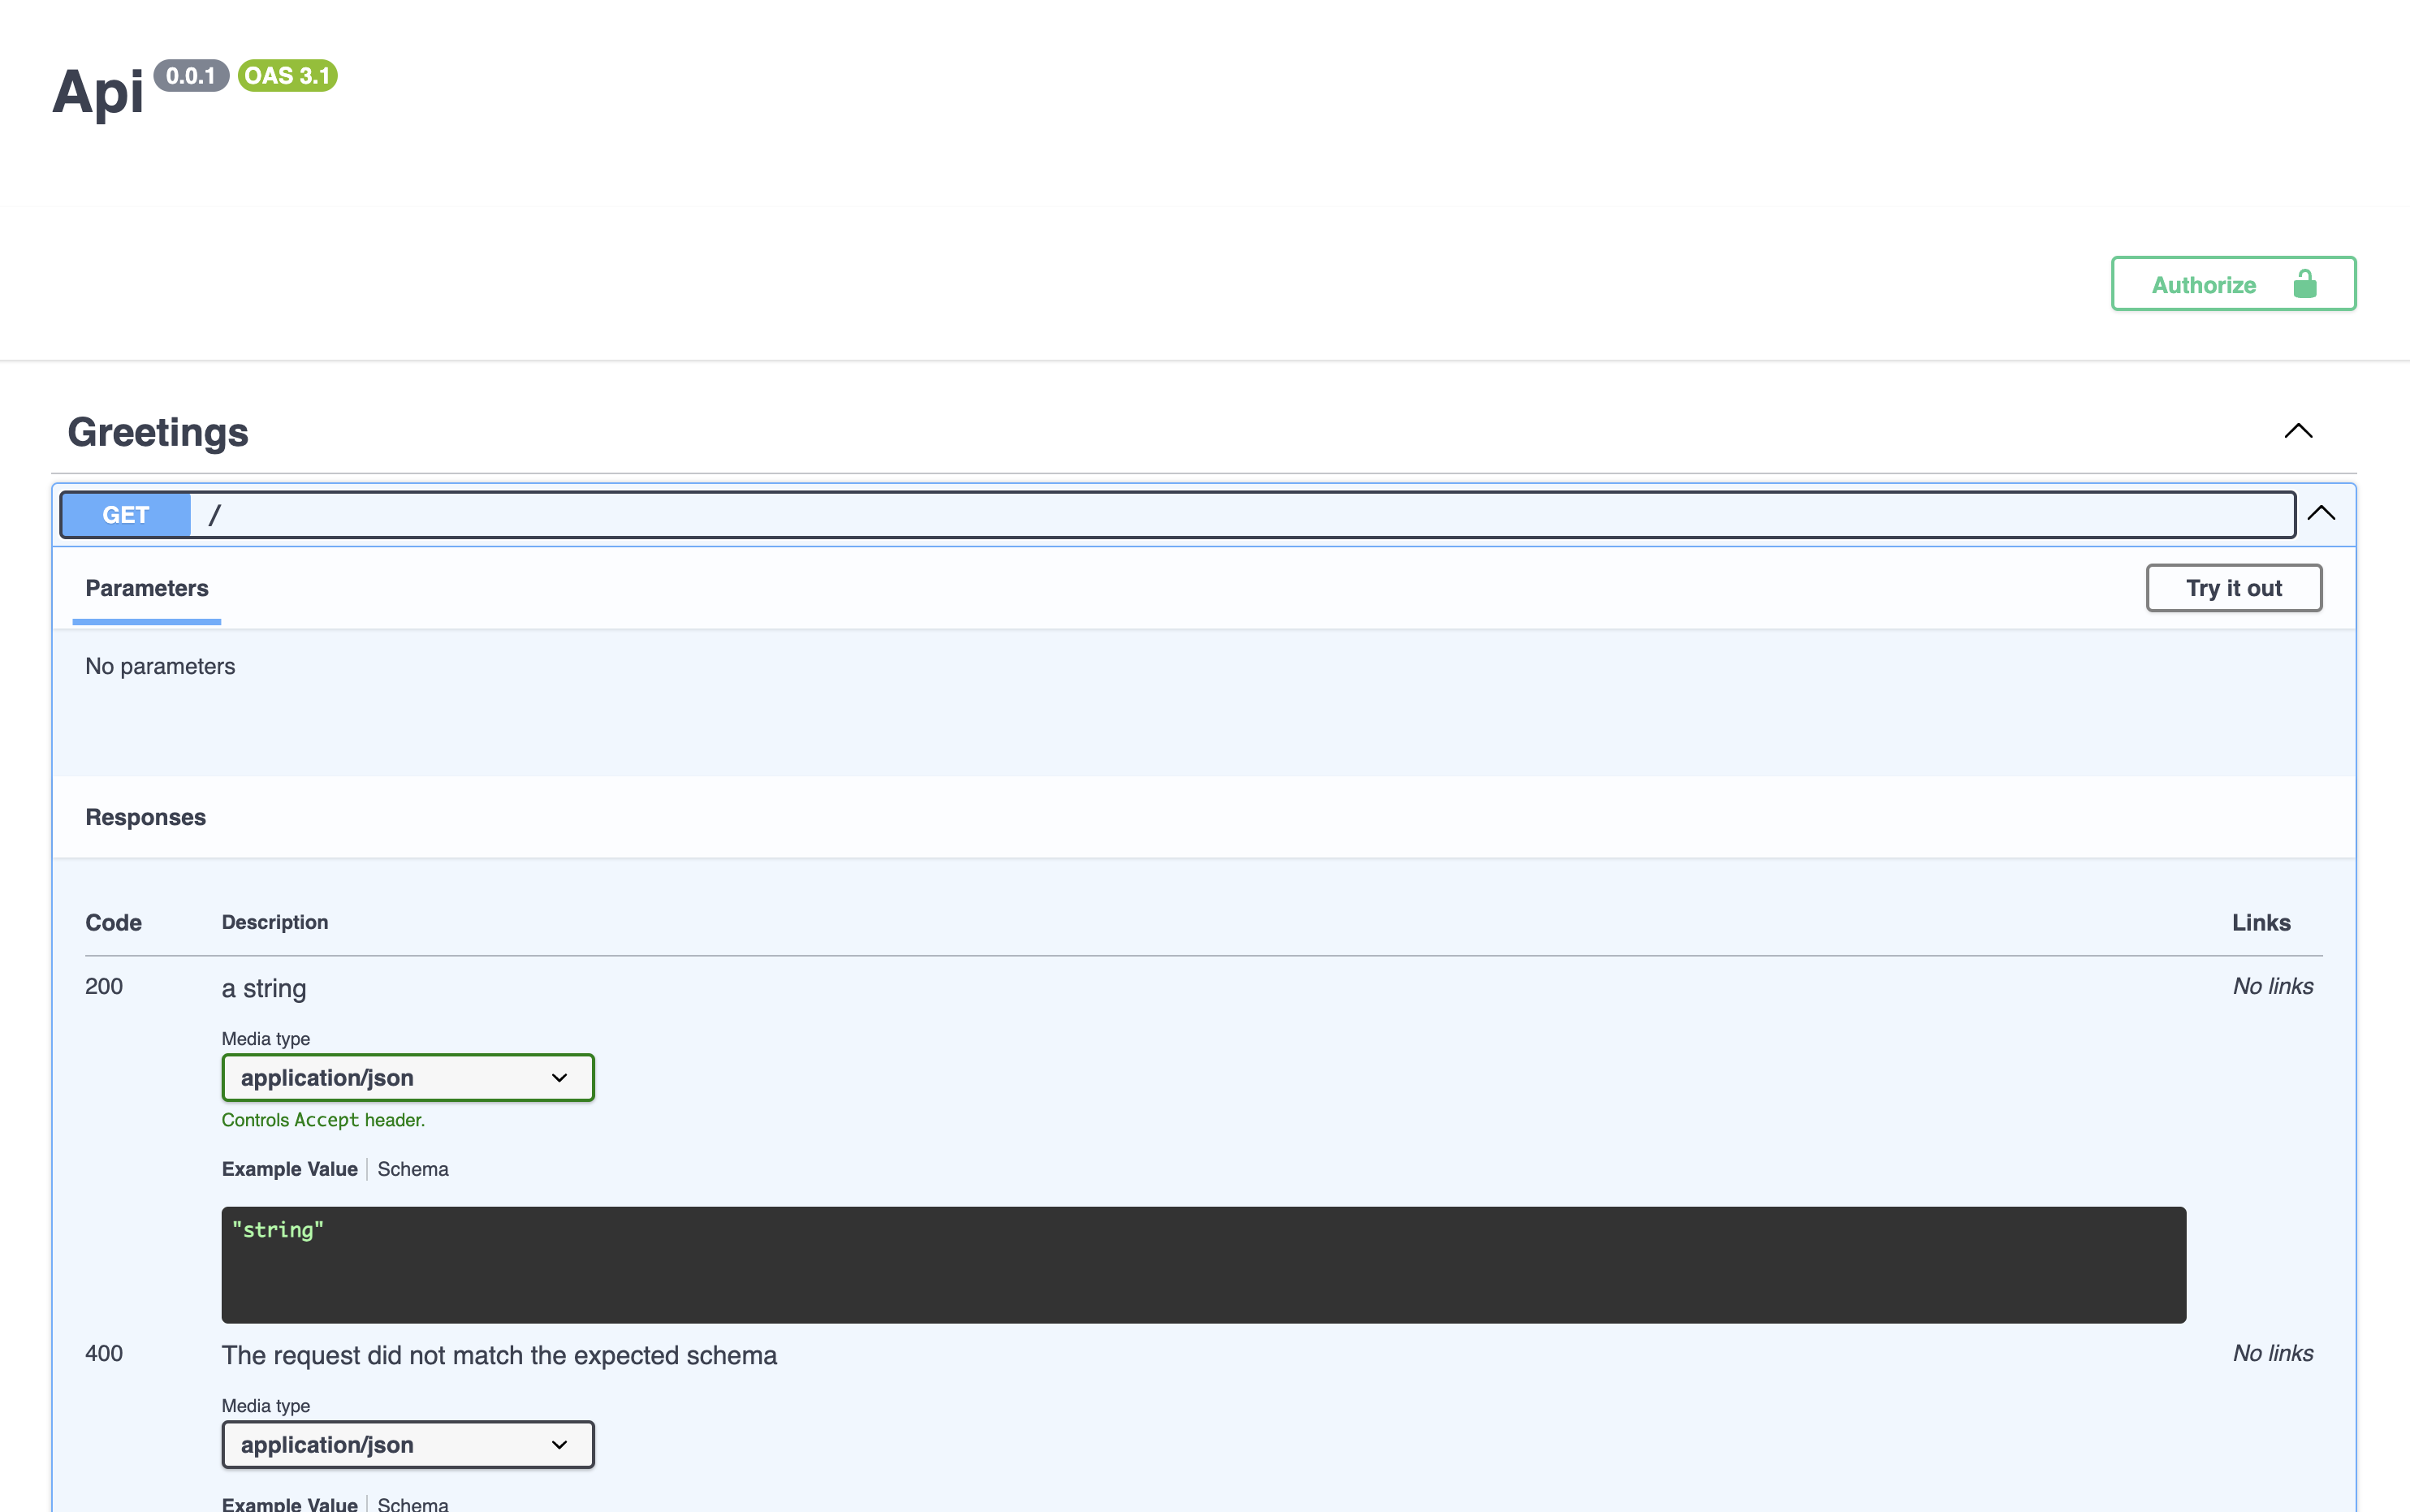 Api 0.0.1 OAS 3.1
Authorize
Greetings
GET /
Parameters
Try it out
No parameters
Responses
Code Description Links
200 a string No links
Media type
application/json
Controls Accept header.
Example Value Schema
"string"
400 The request did not match the expected schema No links
Media type
application/json
Example Value Schema